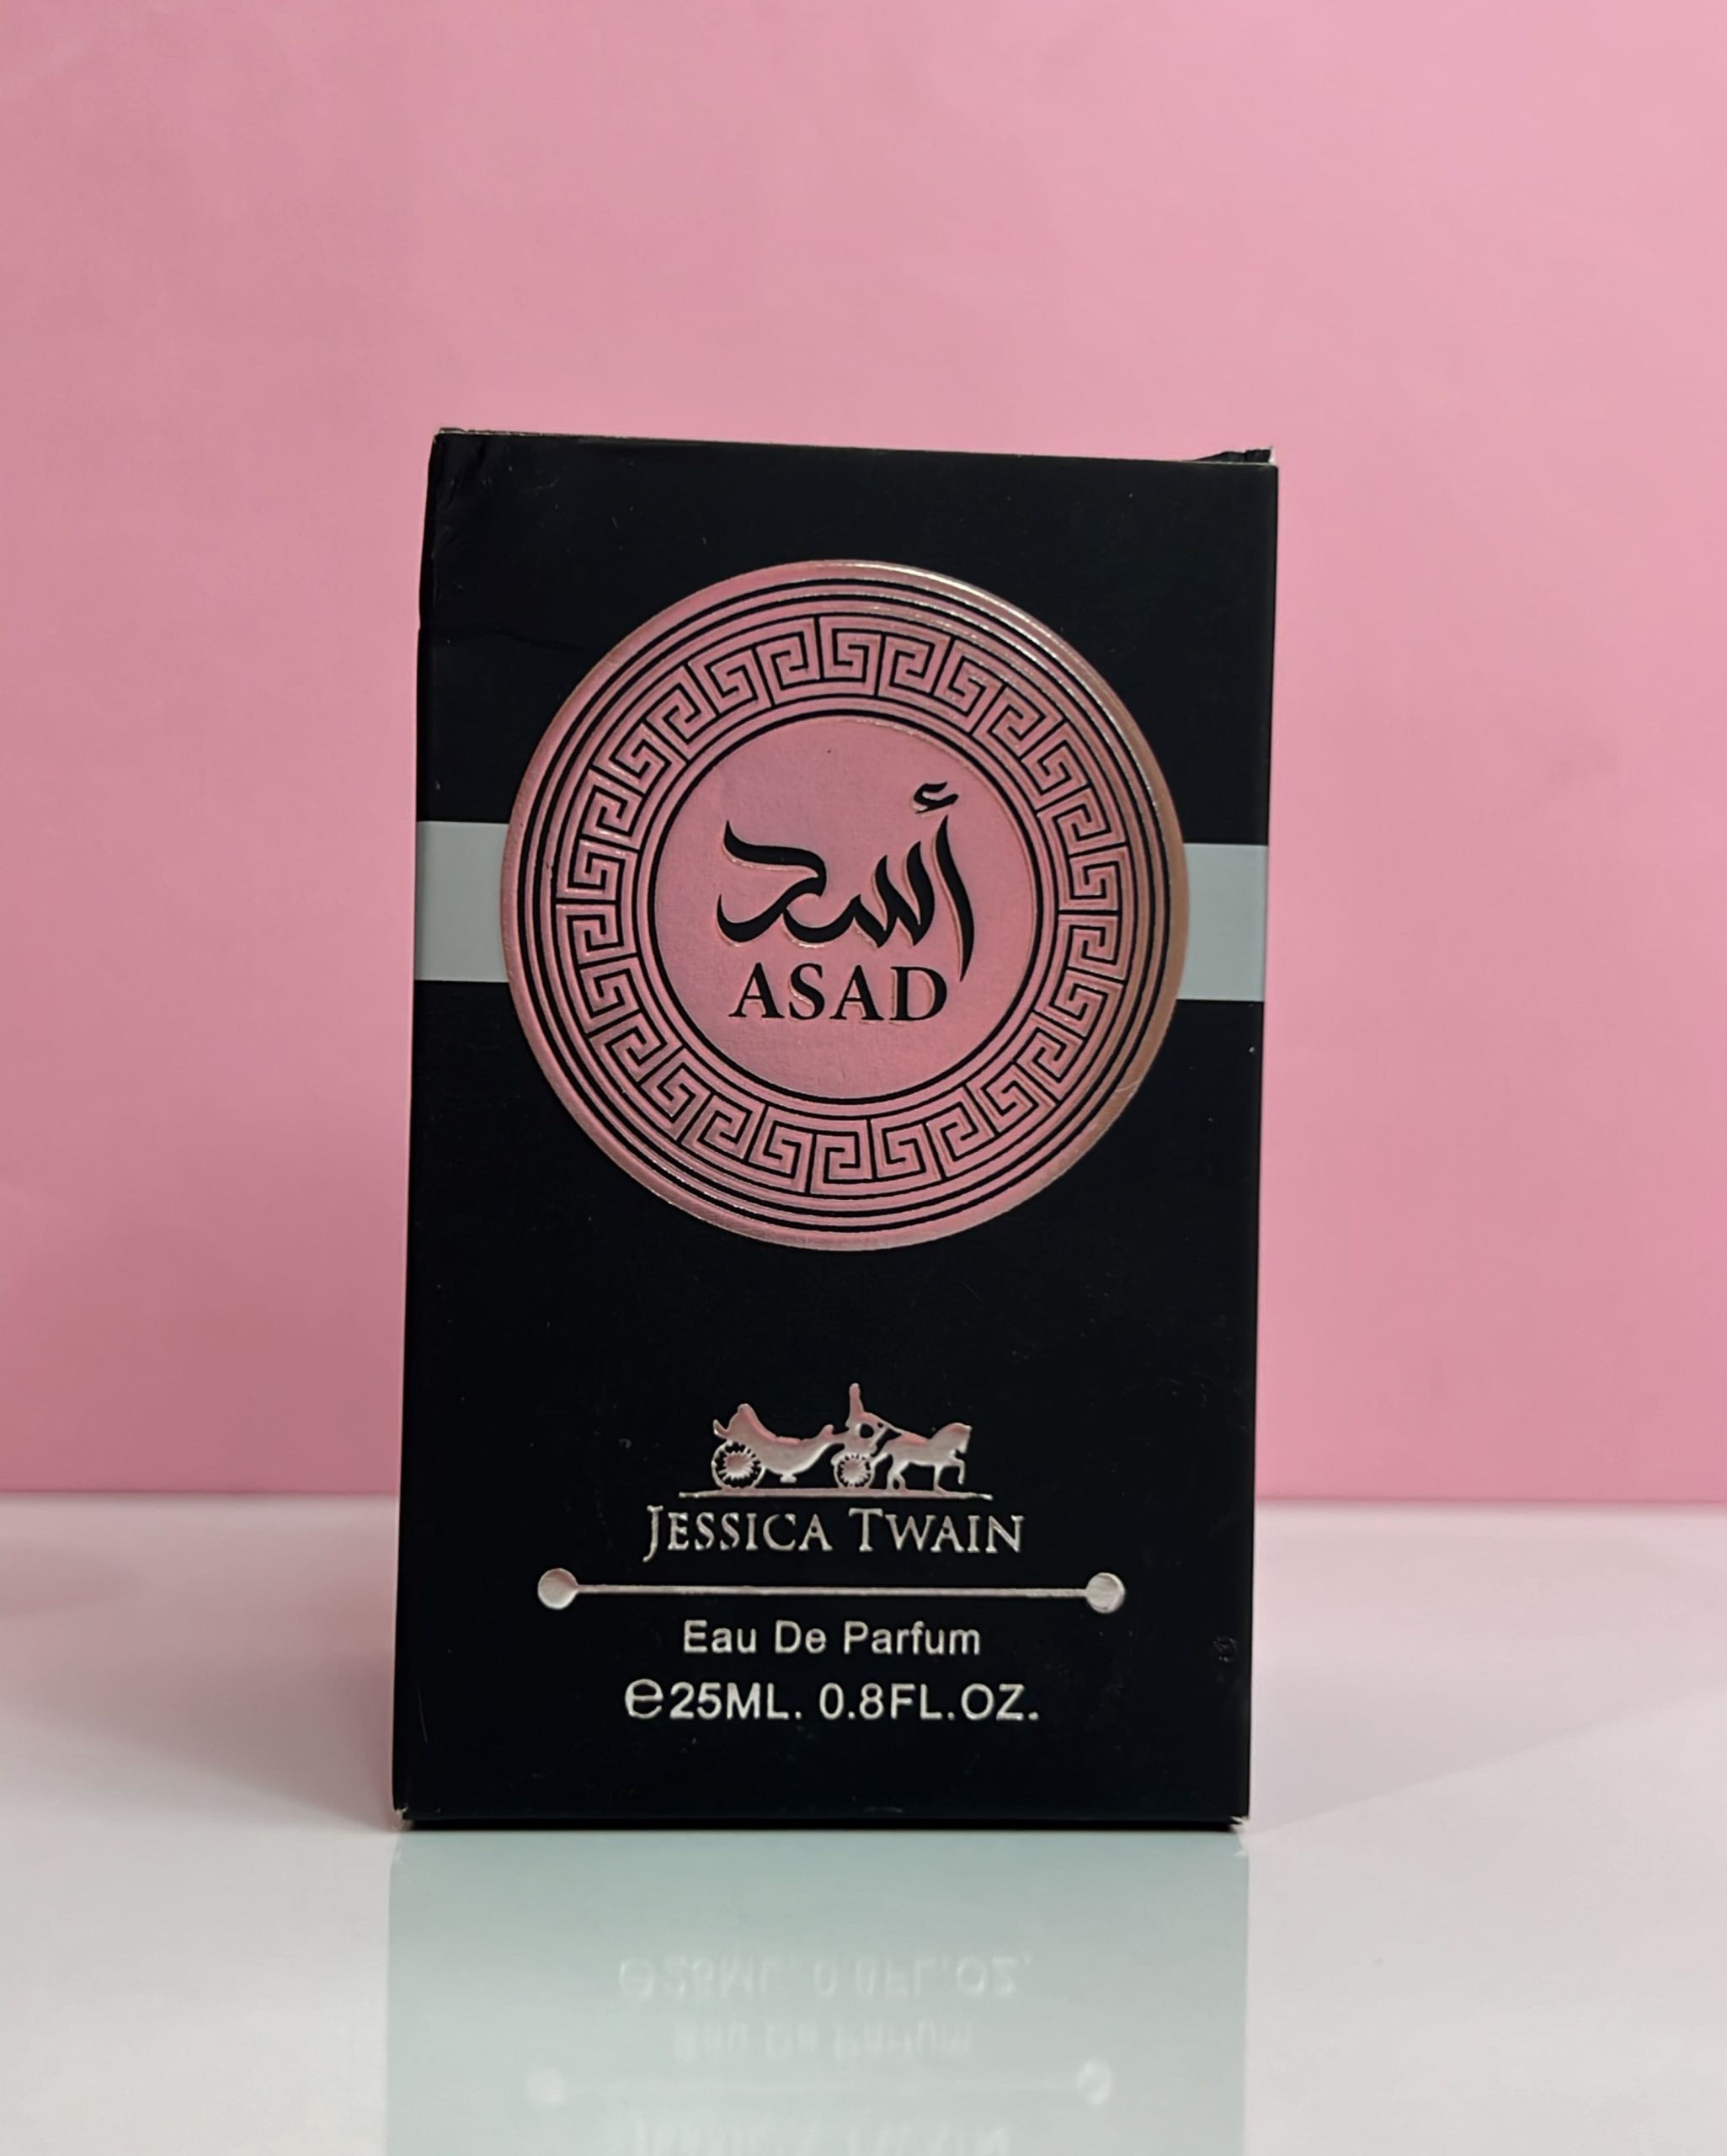 أسد
ASAD
JESSICA TWAIN
Eau De Parfum
℮25ML. 0.8FL.OZ.